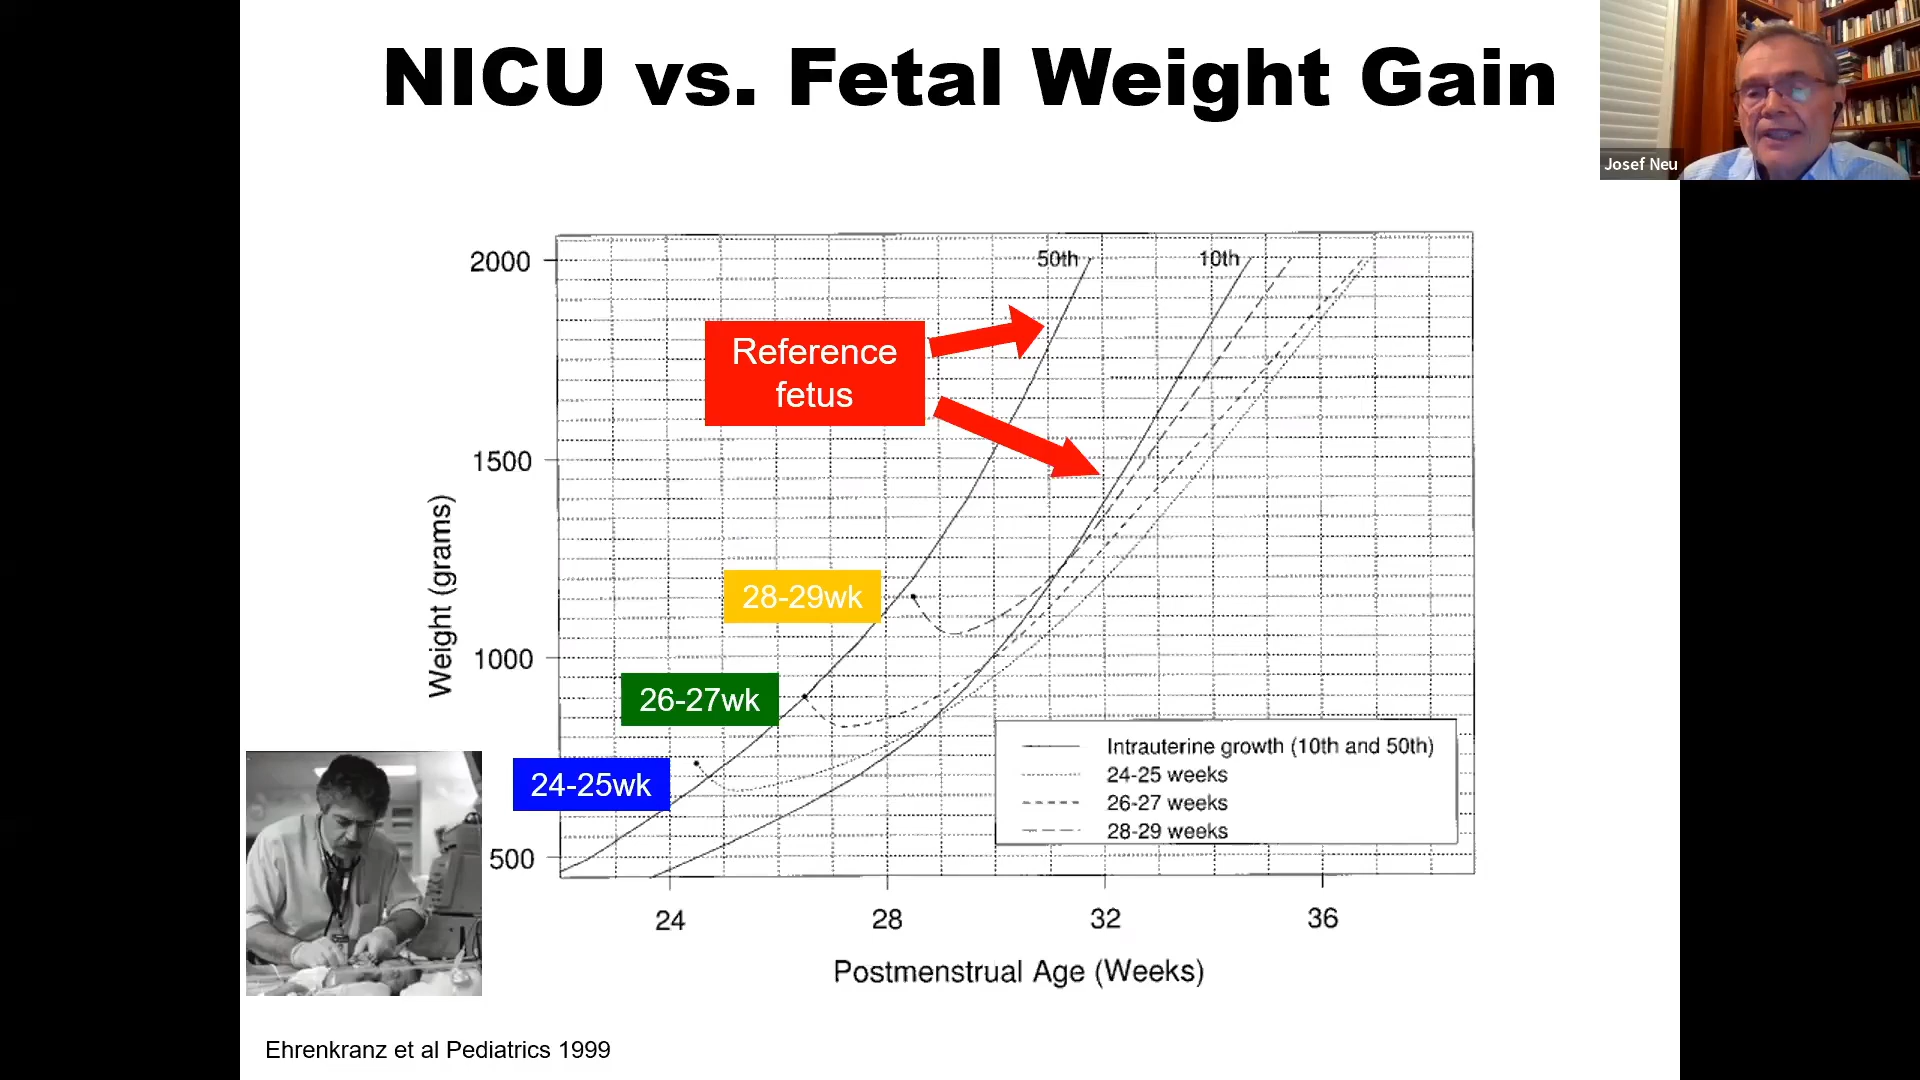 NICU vs. Fetal Weight Gain
Josef Neu
2000
1500
1000
500
Weight (grams)
50th
10th
Reference
fetus
28-29wk
26-27wk
24-25wk
Intrauterine growth (10th and 50th)
24-25 weeks
26-27 weeks
28-29 weeks
24
28
32
36
Postmenstrual Age (Weeks)
Ehrenkranz et al Pediatrics 1999